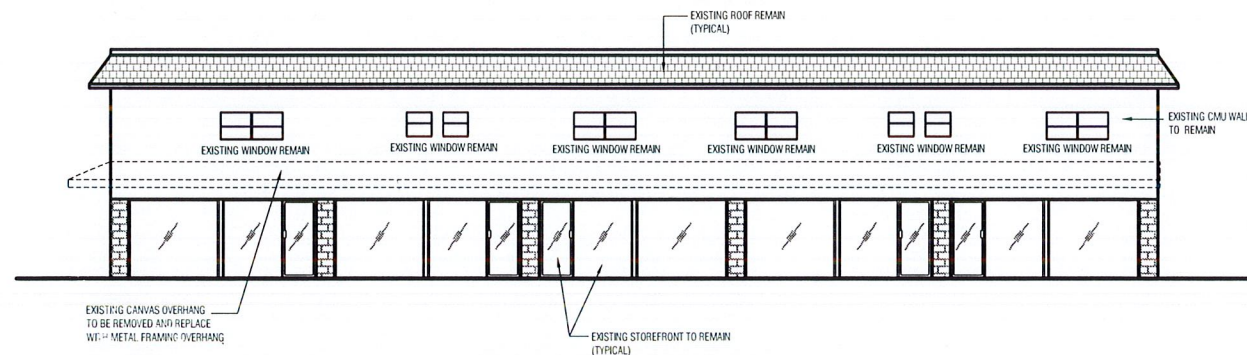 EXISTING ROOF REMAIN
(TYPICAL)
EXISTING CMU WALL
TO REMAIN
EXISTING WINDOW REMAIN
EXISTING WINDOW REMAIN
EXISTING WINDOW REMAIN
EXISTING WINDOW REMAIN
EXISTING WINDOW REMAIN
EXISTING WINDOW REMAIN
EXISTING CANVAS OVERHANG
TO BE REMOVED AND REPLACE
WITH METAL FRAMING OVERHANG
EXISTING STOREFRONT TO REMAIN
(TYPICAL)